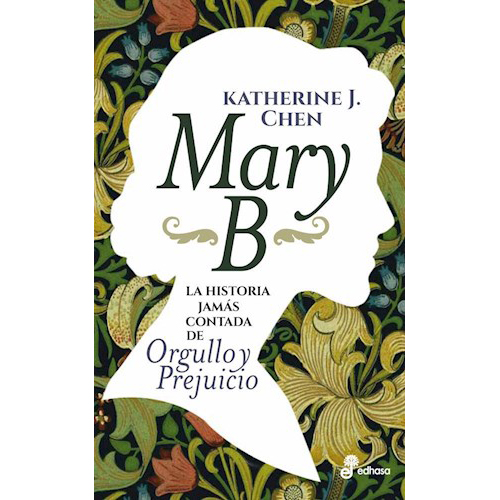 KATHERINE J.
CHEN
Mary
B
LA HISTORIA
JAMÁS
CONTADA
DE
Orgullo y
Prejuicio
edhasa